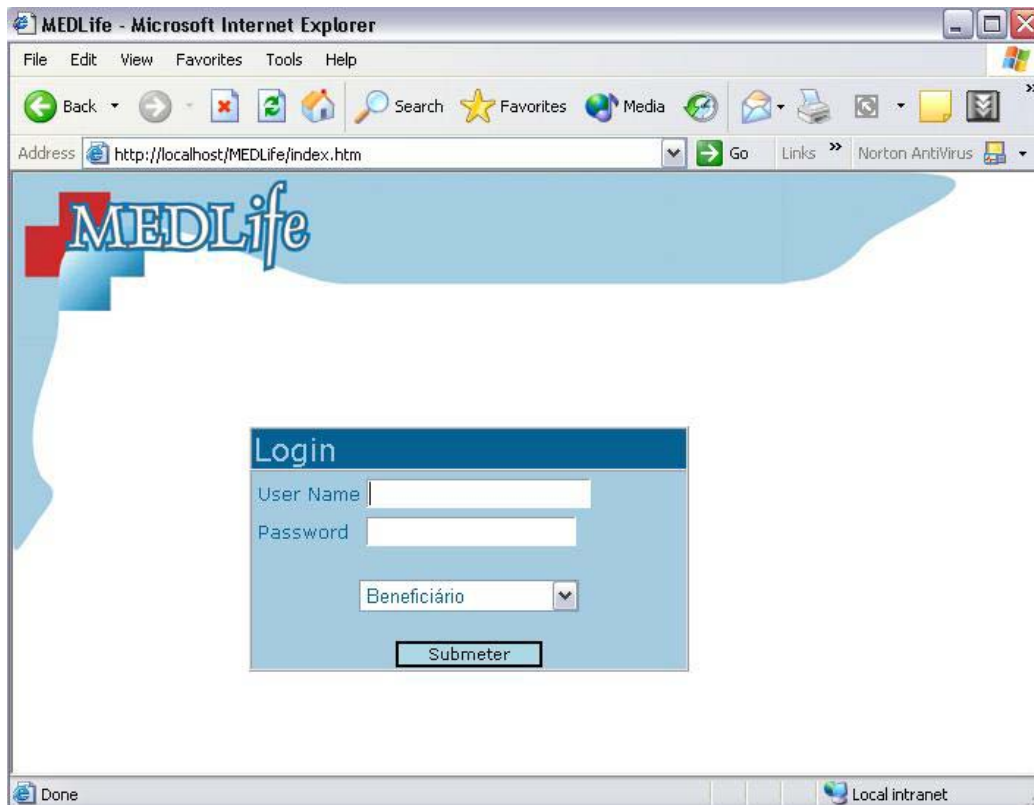 MEDLife - Microsoft Internet Explorer
File Edit View Favorites Tools Help
Back Search Favorites Media
Address http://localhost/MEDLife/index.htm Go Links » Norton AntiVirus
MEDLife
Login
User Name
Password
Beneficiário
Submeter
Done Local intranet